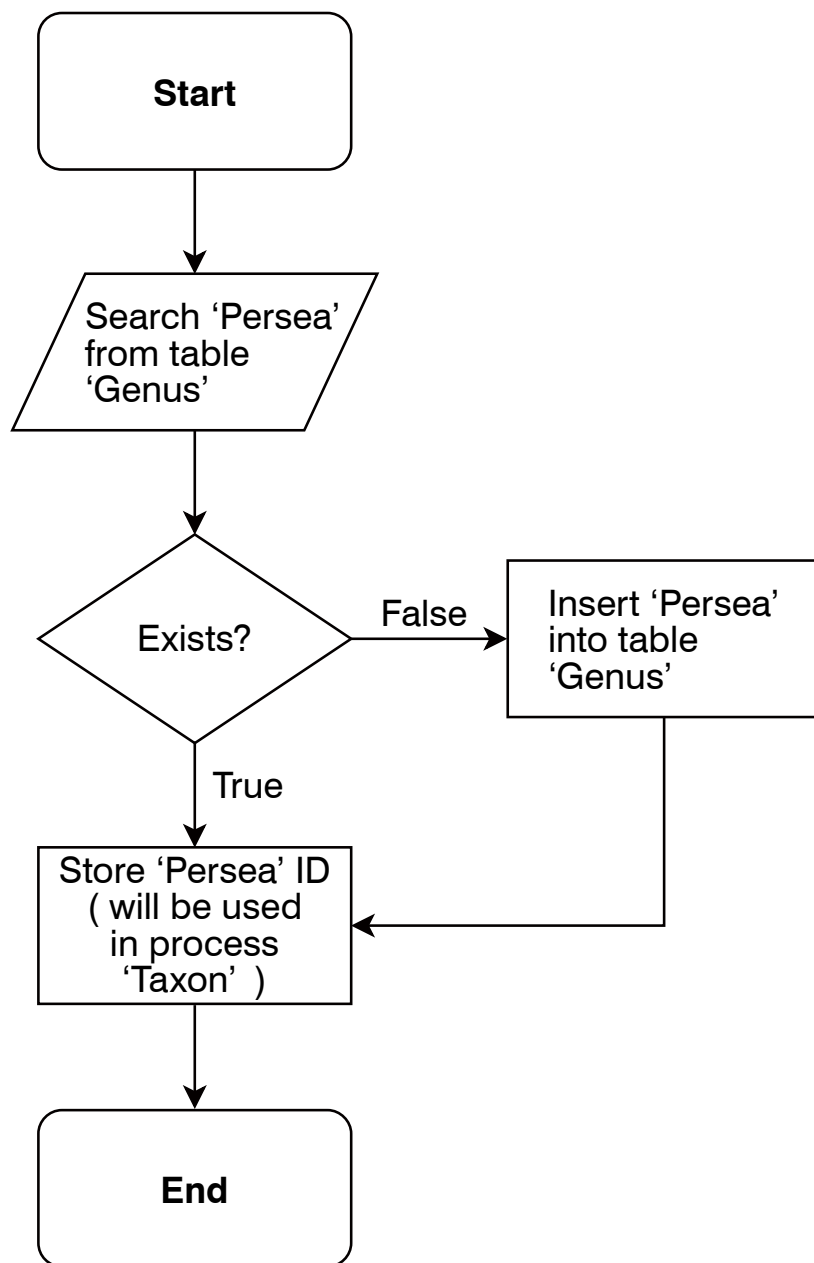 Start
Search ‘Persea’
from table
‘Genus’
Exists?
False
Insert ‘Persea’
into table
‘Genus’
True
Store ‘Persea’ ID
( will be used
in process
‘Taxon’ )
End